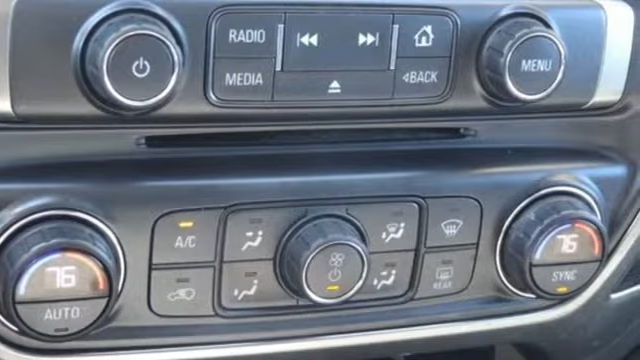 RADIO
MEDIA
BACK
MENU
76
AUTO
A/C
REAR
76
SYNC